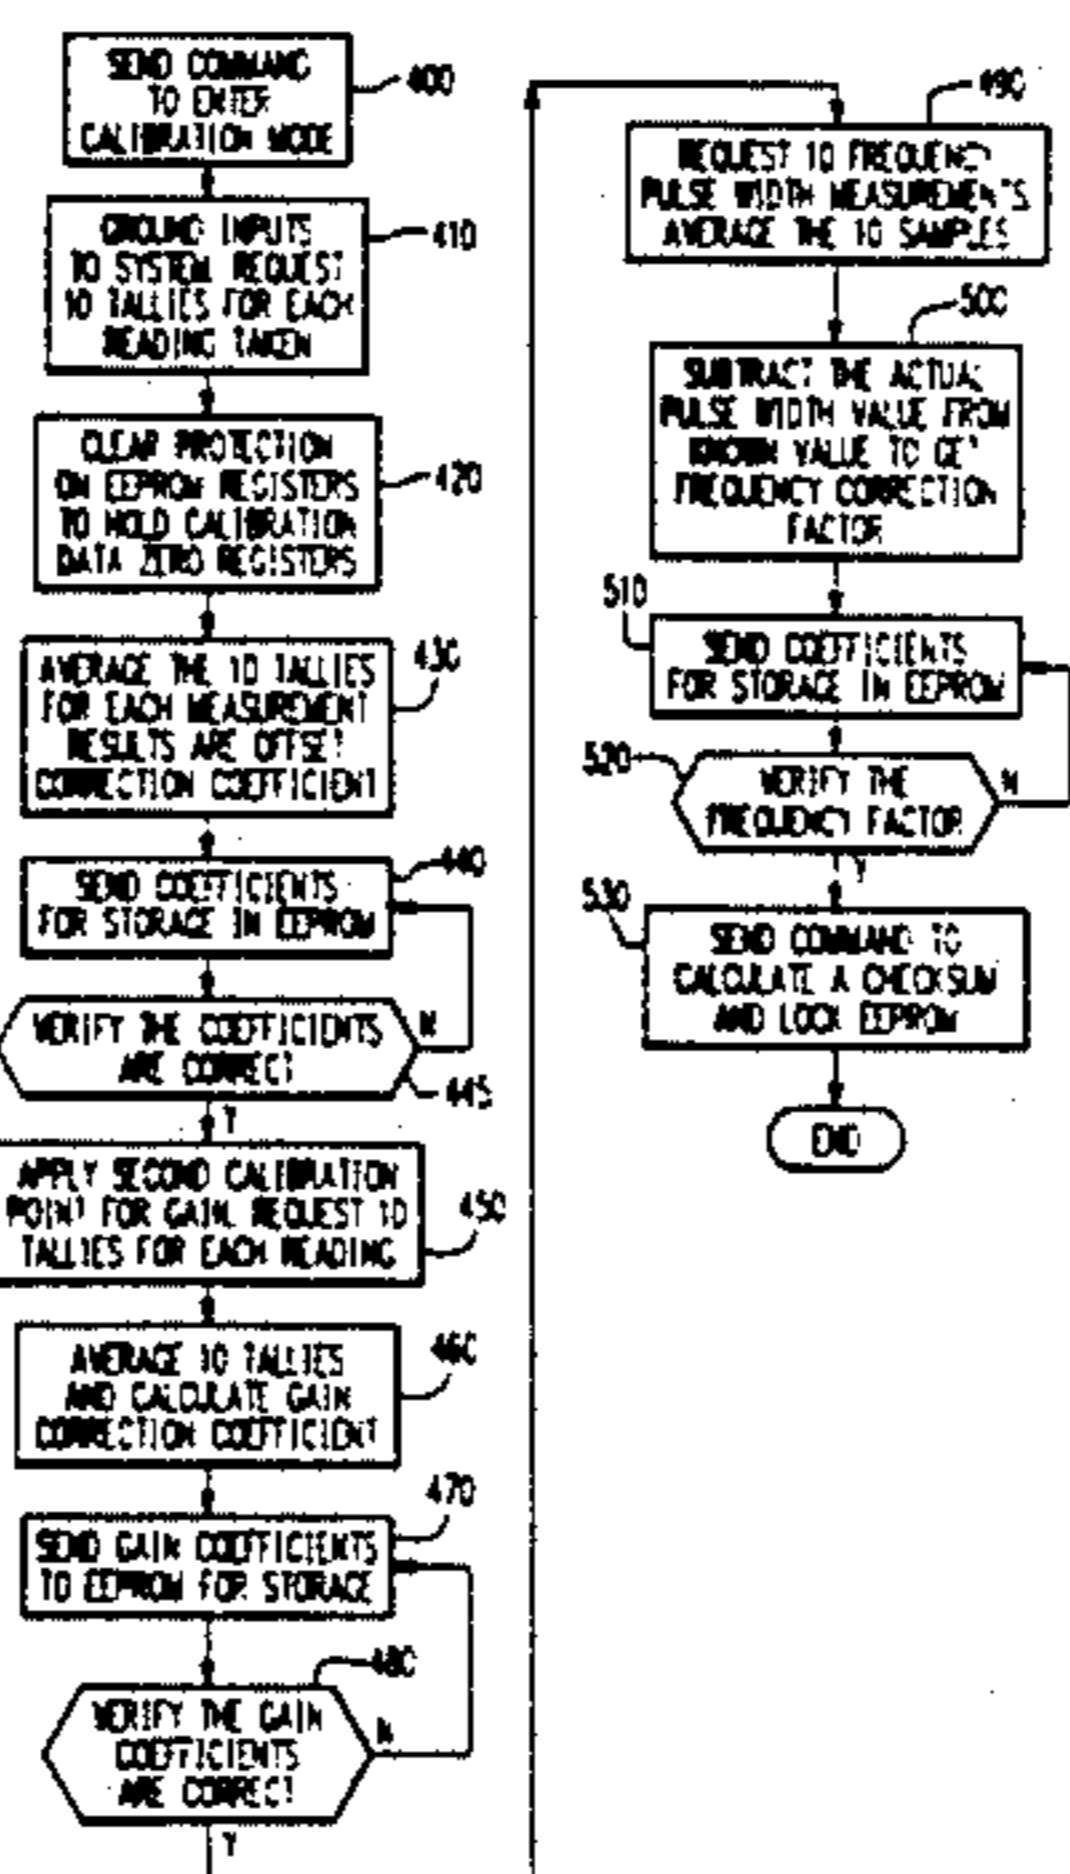 SEND COMMAND
TO ENTER
CALIBRATION MODE
400
GROUND INPUTS
TO SYSTEM REQUEST
10 TALLIES FOR EACH
READING TAKEN
410
CLEAR PROTECTION
ON EEPROM REGISTERS
TO HOLD CALIBRATION
DATA ZERO REGISTERS
420
AVERAGE THE 10 TALLIES
FOR EACH MEASUREMENT
RESULTS ARE OFFSET
CORRECTION COEFFICIENT
430
SEND COEFFICIENTS
FOR STORAGE IN EEPROM
440
VERIFY THE COEFFICIENTS
ARE CORRECT
N
445
Y
APPLY SECOND CALIBRATION
POINT FOR GAIN. REQUEST 10
TALLIES FOR EACH READING
450
AVERAGE 10 TALLIES
AND CALCULATE GAIN
CORRECTION COEFFICIENT
460
SEND GAIN COEFFICIENTS
TO EEPROM FOR STORAGE
470
VERIFY THE GAIN
COEFFICIENTS
ARE CORRECT
480
N
Y
490
REQUEST 10 FREQUENCY
PULSE WIDTH MEASUREMENTS
AVERAGE THE 10 SAMPLES
500
SUBTRACT THE ACTUAL
PULSE WIDTH VALUE FROM
KNOWN VALUE TO GET
FREQUENCY CORRECTION
FACTOR
510
SEND COEFFICIENTS
FOR STORAGE IN EEPROM
520
VERIFY THE
FREQUENCY FACTOR
N
Y
530
SEND COMMAND TO
CALCULATE A CHECKSUM
AND LOCK EEPROM
END